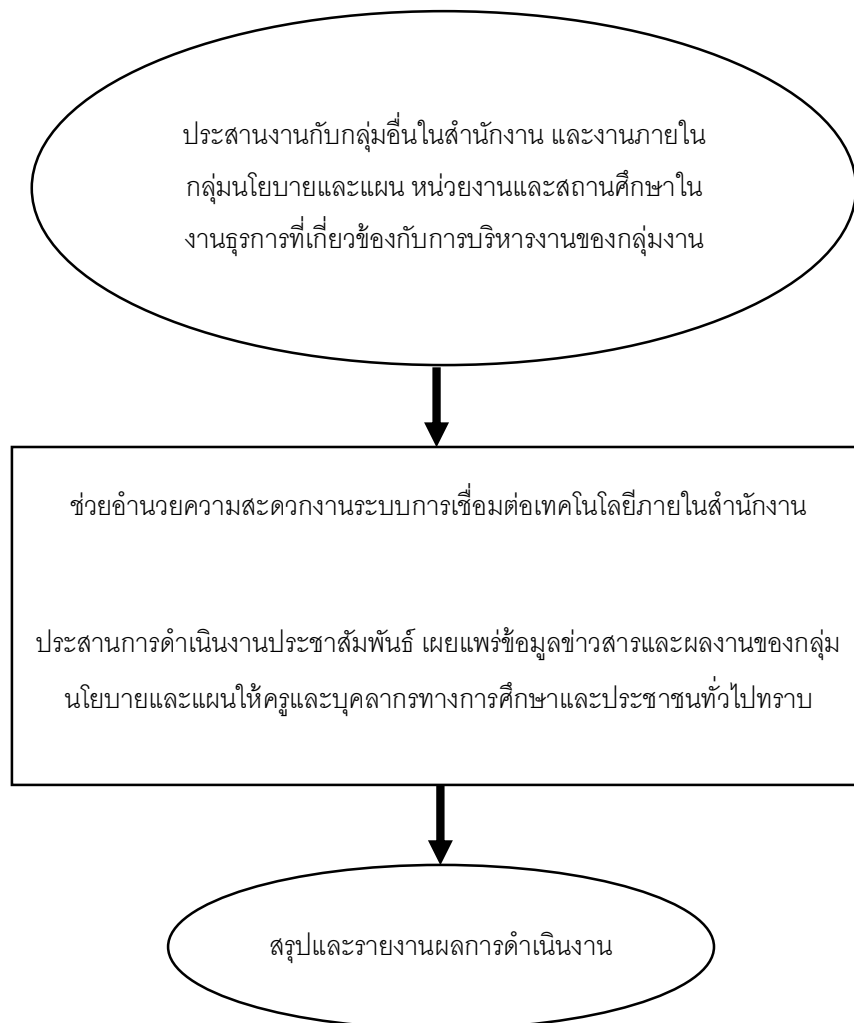 ประสานงานกับกลุ่มอื่นในสำนักงาน และงานภายใน
กลุ่มนโยบายและแผน หน่วยงานและสถานศึกษาใน
งานธุรการที่เกี่ยวข้องกับการบริหารงานของกลุ่มงาน
ช่วยอำนวยความสะดวกงานระบบการเชื่อมต่อเทคโนโลยีภายในสำนักงาน
ประสานการดำเนินงานประชาสัมพันธ์ เผยแพร่ข้อมูลข่าวสารและผลงานของกลุ่ม
นโยบายและแผนให้ครูและบุคลากรทางการศึกษาและประชาชนทั่วไปทราบ
สรุปและรายงานผลการดำเนินงาน